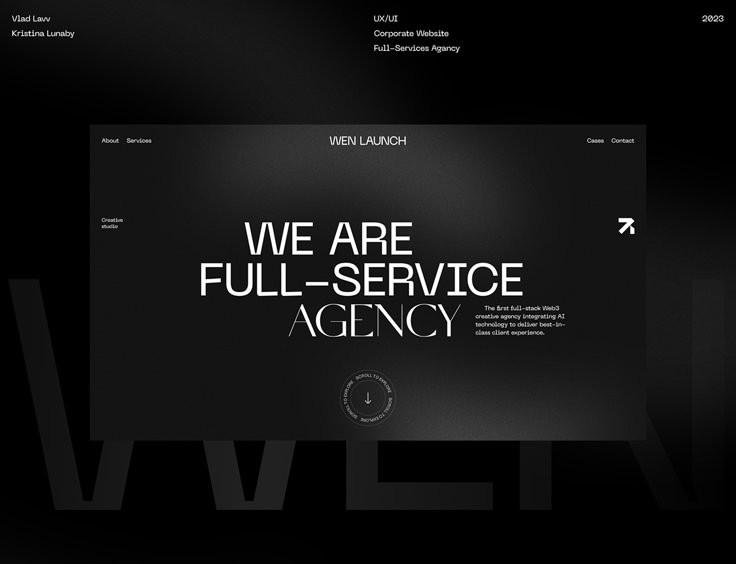 Vlad Lavv
Kristina Lunaby
UX/UI
Corporate Website
Full-Services Agency
2023
About Services
WEN LAUNCH
Cases Contact
Creative
studio
WE ARE
FULL-SERVICE
AGENCY
The first full-stack Web3
creative agency integrating AI
technology to deliver best-in-
class client experience.
SCROLL TO EXPLORE SCROLL TO EXPLORE SCROLL TO EXPLORE
WEN